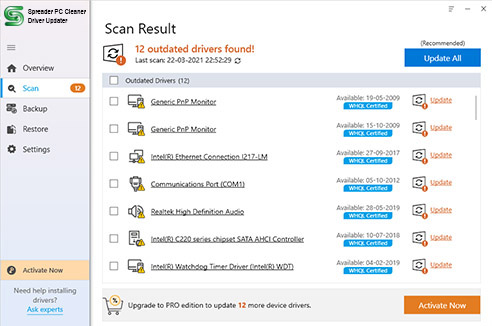 Spreader PC Cleaner
Driver Updater
Overview
Scan 12
Backup
Restore
Settings
Activate Now
Need help installing
drivers?
Ask experts
Scan Result
12 outdated drivers found!
Last scan: 22-03-2021 22:52:29
(Recommended)
Update All
Outdated Drivers (12)
Generic PnP Monitor Available: 19-05-2009 WHQL Certified Update
Generic PnP Monitor Available: 15-10-2009 WHQL Certified Update
Intel(R) Ethernet Connection I217-LM Available: 27-09-2017 WHQL Certified Update
Communications Port (COM1) Available: 05-10-2012 WHQL Certified Update
Realtek High Definition Audio Available: 28-05-2019 WHQL Certified Update
Intel(R) C220 series chipset SATA AHCI Controller Available: 10-07-2018 WHQL Certified Update
Intel(R) Watchdog Timer Driver (Intel(R) WDT) Available: 04-02-2019 WHQL Certified Update
Upgrade to PRO edition to update 12 more device drivers.
Activate Now